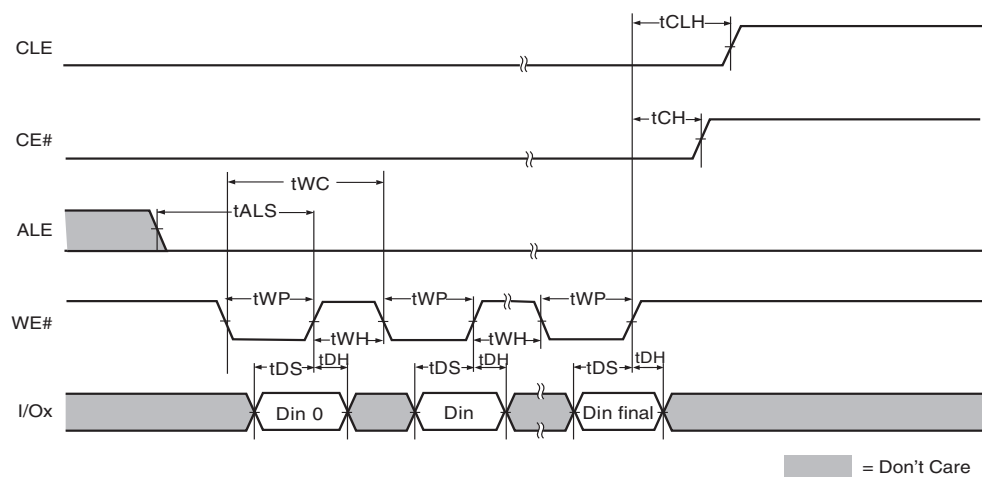 tCLH
CLE
tCH
CE#
tWC
tALS
ALE
tWP
tWP
tWP
WE#
tWH
tWH
tDS
tDH
tDS
tDH
tDS
tDH
I/Ox
Din 0
Din
Din final
= Don't Care